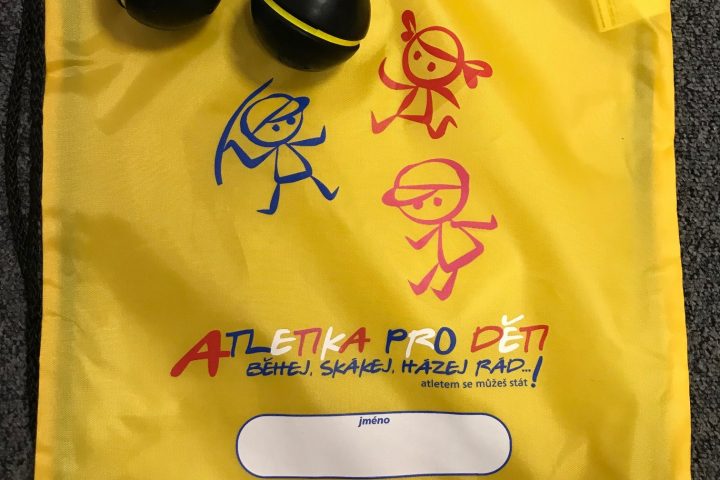 ATLETIKA PRO DĚTI
BĚHEJ, SKÁKEJ, HÁZEJ RÁD...!
atletem se můžeš stát
jméno